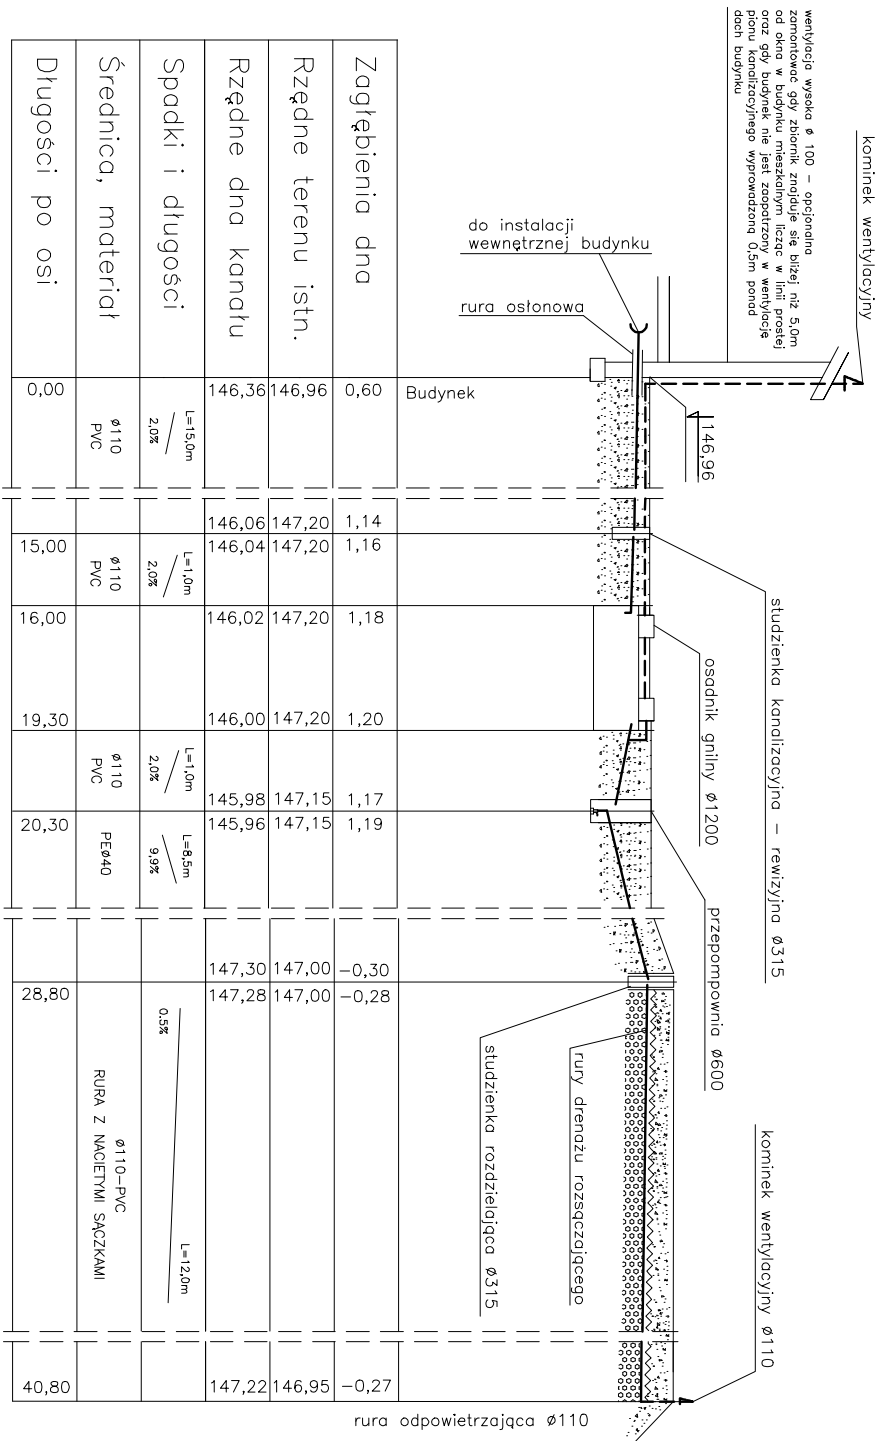 kominek wentylacyjny
wentylacja wysoka ø 100 – opcjonalna
zamontować gdy zbiornik znajduje się bliżej niż 5,0m
od okna w budynku mieszkalnym licząc w linii prostej
oraz gdy budynek nie jest zaopatrzony w wentylację
pionu kanalizacyjnego wyprowadzoną 0,5m ponad
dach budynku
do instalacji
wewnętrznej budynku
rura osłonowa
146,96
studzienka kanalizacyjna – rewizyjna ø315
osadnik gnilny ø1200
przepompownia ø600
kominek wentylacyjny ø110
rury drenażu rozsączającego
studzienka rozdzielająca ø315
rura odpowietrzająca ø110
Budynek
Zagłębienia dna
0,60
1,14
1,16
1,18
1,20
1,17
1,19
–0,30
–0,28
–0,27
Rzędne terenu istn.
146,96
147,20
147,20
147,20
147,20
147,15
147,15
147,00
147,00
146,95
Rzędne dna kanału
146,36
146,06
146,04
146,02
146,00
145,98
145,96
147,30
147,28
147,22
Spadki i długości
L=15,0m
2,0%
L=1,0m
2,0%
L=1,0m
2,0%
L=8,5m
9,9%
0.5%
L=12,0m
Średnica, materiał
ø110
PVC
ø110
PVC
ø110
PVC
PEø40
ø110–PVC
RURA Z NACIETYMI SĄCZKAMI
Długości po osi
0,00
15,00
16,00
19,30
20,30
28,80
40,80